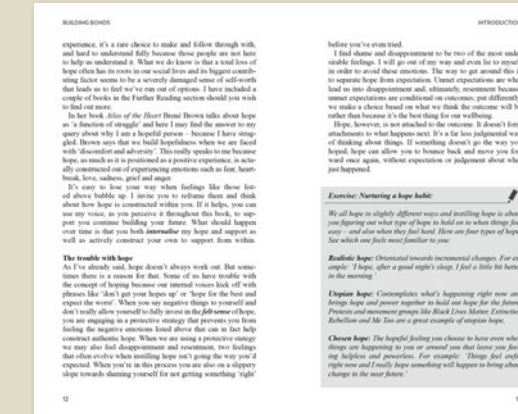 BUILDING BONDS
experience, it's a rare choice to make and follow through with,
and hard to understand fully because those people are not here
to help us understand it. What we do know is that a total loss of
hope often has its roots in our social lives and its biggest contrib-
uting factor seems to be a severely damaged sense of self-worth
that leads us to feel we've run out of options. I have included a
couple of books in the Further Reading section should you wish
to find out more.
In her book Atlas of the Heart Brené Brown talks about hope
as 'a function of struggle' and here I may find the answer to my
query about why I am a hopeful person – because I have strug-
gled. Brown says that we build hopefulness when we are faced
with 'discomfort and adversity'. This really speaks to me because
hope, as much as it is positioned as a positive experience, is actu-
ally constructed out of experiencing emotions such as fear, heart-
break, love, sadness, grief and angst.
It's easy to lose your way when feelings like those list-
ed above bubble up. I invite you to reframe them and think
about how hope is constructed within you. If it helps, you can
use my voice, as you perceive it throughout this book, to sup-
port you continue building your future. What should happen
over time is that you both internalise my hope and support as
well as actively construct your own to support from within.
The trouble with hope
As I've already said, hope doesn't always work out. But some-
times there is a reason for that. Some of us have trouble with
the concept of hoping because our internal voices kick off with
phrases like 'don't get your hopes up' or 'hope for the best and
expect the worst'. When you say negative things to yourself and
don't really allow yourself to fully invest in the felt sense of hope,
you are engaging in a protective strategy that prevents you from
feeling the negative emotions listed above that can in fact help
construct authentic hope. When we are using a protective strategy
we may also feel disappointment and resentment, two feelings
that often evolve when instilling hope isn't going the way you'd
expected. When you're in this process you are also on a slippery
slope towards shaming yourself for not getting something 'right'
12
INTRODUCTION
before you've even tried.
I find shame and disappointment to be two of the most unde
sirable feelings. I will go out of my way and even lie to mysel
in order to avoid these emotions. The way to get around this i
to separate hope from expectation. Unmet expectations are wha
lead us into disappointment and, ultimately, resentment becaus
unmet expectations are conditional on outcomes; put differentl
we make a choice based on what we think the outcome will b
rather than because it's the best thing for our wellbeing.
Hope, however, is not attached to the outcome. It doesn't for
attachments to what happens next. It's a far less judgmental wa
of thinking about things. If something doesn't go the way yo
hoped, hope can allow you to bounce back and move you for
ward once again, without expectation or judgement about wh
just happened.
Exercise: Nurturing a hope habit:
We all hope in slightly different ways and instilling hope is abou
you figuring out what type of hope to hold on to when things fe
easy – and also when they feel hard. Here are four types of hop
See which one feels most familiar to you:
Realistic hope: Orientated towards incremental changes. For ex
ample: 'I hope, after a good night's sleep, I feel a little bit bett
in the morning.'
Utopian hope: Contemplates what's happening right now an
brings hope and power together in hold out hope for the futur
Protests and movement groups like Black Lives Matter, Extinctio
Rebellion and Me Too are a great example of utopian hope.
Chosen hope: The hopeful feeling you choose to have even whe
things are happening to you or around you that leave you feel
ing helpless and powerless. For example: 'Things feel awfu
right now and I really hope something will happen to bring abou
change in the near future.'